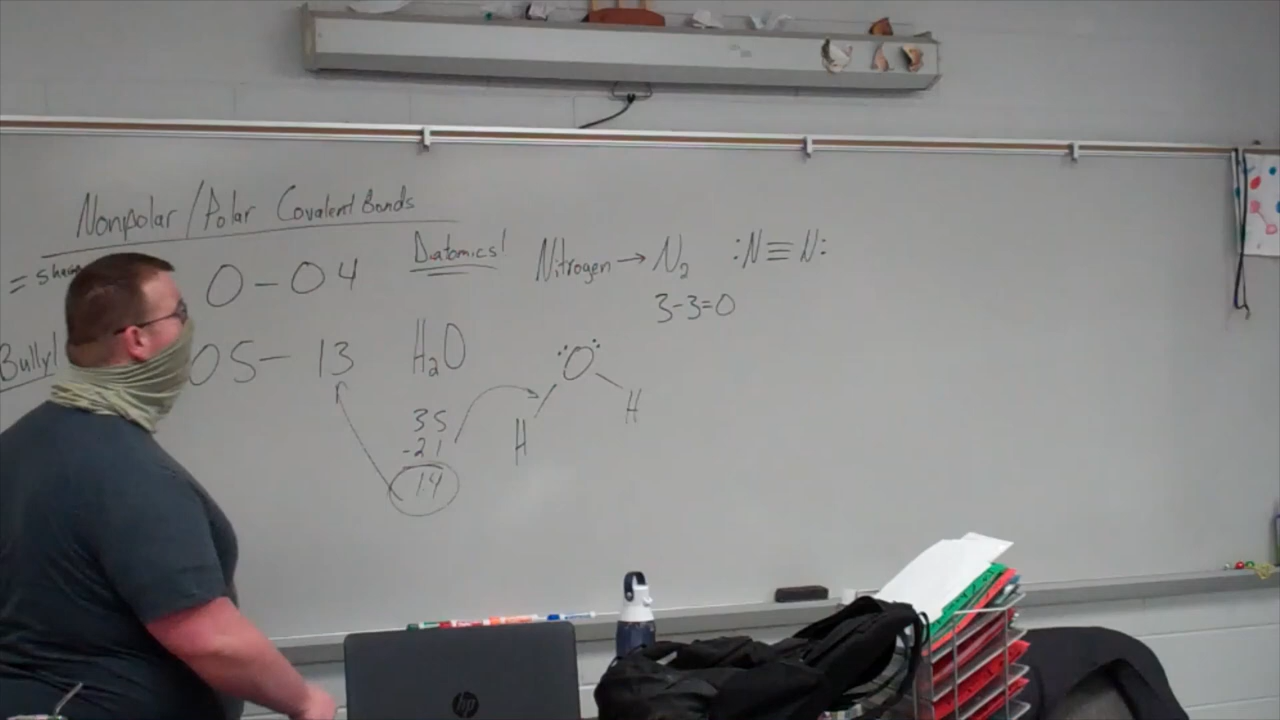 Nonpolar/Polar Covalent Bonds
0-0.4
Diatomics!
Nitrogen → N₂ :N≡N:
3-3=0
Bully!
0.5- 1.3
H₂O
:O:
H
H
3.5
-2.1
1.4
hp